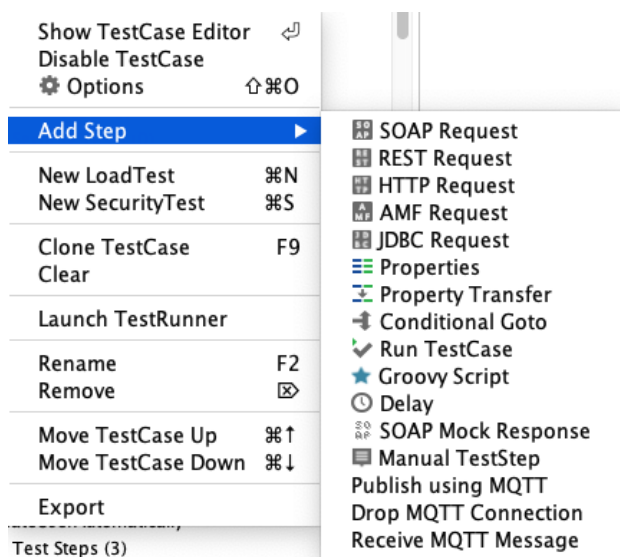 Show TestCase Editor ⏎
Disable TestCase
Options ⇧⌘O
Add Step ▶
New LoadTest ⌘N
New SecurityTest ⌘S
Clone TestCase F9
Clear
Launch TestRunner
Rename F2
Remove ⌦
Move TestCase Up ⌘↑
Move TestCase Down ⌘↓
Export
Test Steps (3)
SOAP Request
REST Request
HTTP Request
AMF Request
JDBC Request
Properties
Property Transfer
Conditional Goto
Run TestCase
Groovy Script
Delay
SOAP Mock Response
Manual TestStep
Publish using MQTT
Drop MQTT Connection
Receive MQTT Message